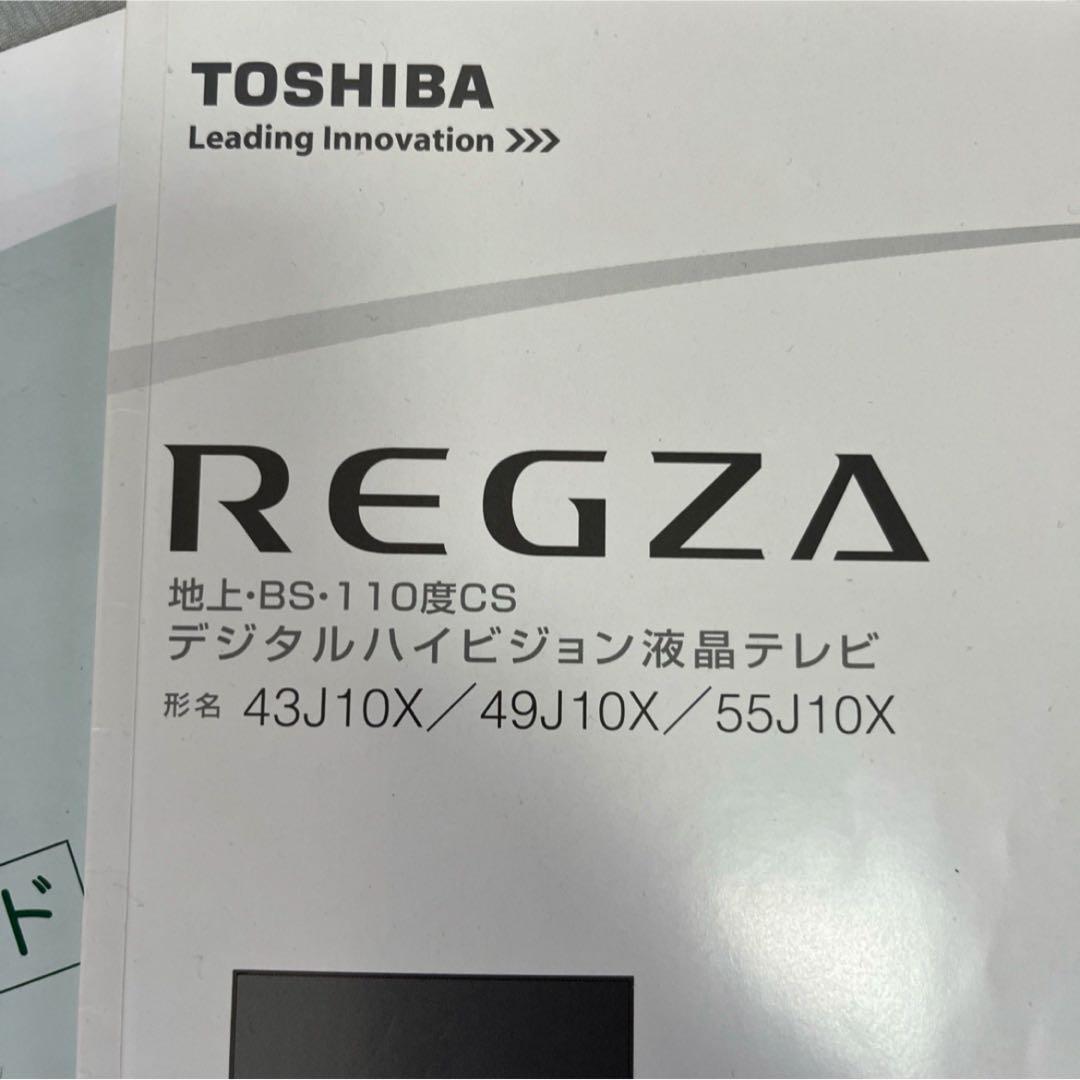 TOSHIBA
Leading Innovation >>>
REGZA
地上・BS・110度CS
デジタルハイビジョン液晶テレビ
形名 43J10X／49J10X／55J10X
ド